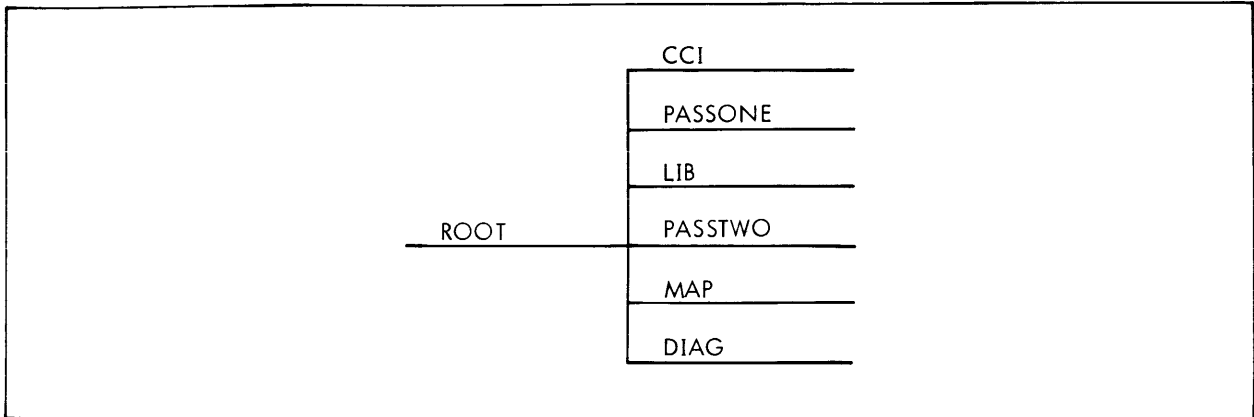 CCI
PASSONE
LIB
ROOT
PASSTWO
MAP
DIAG